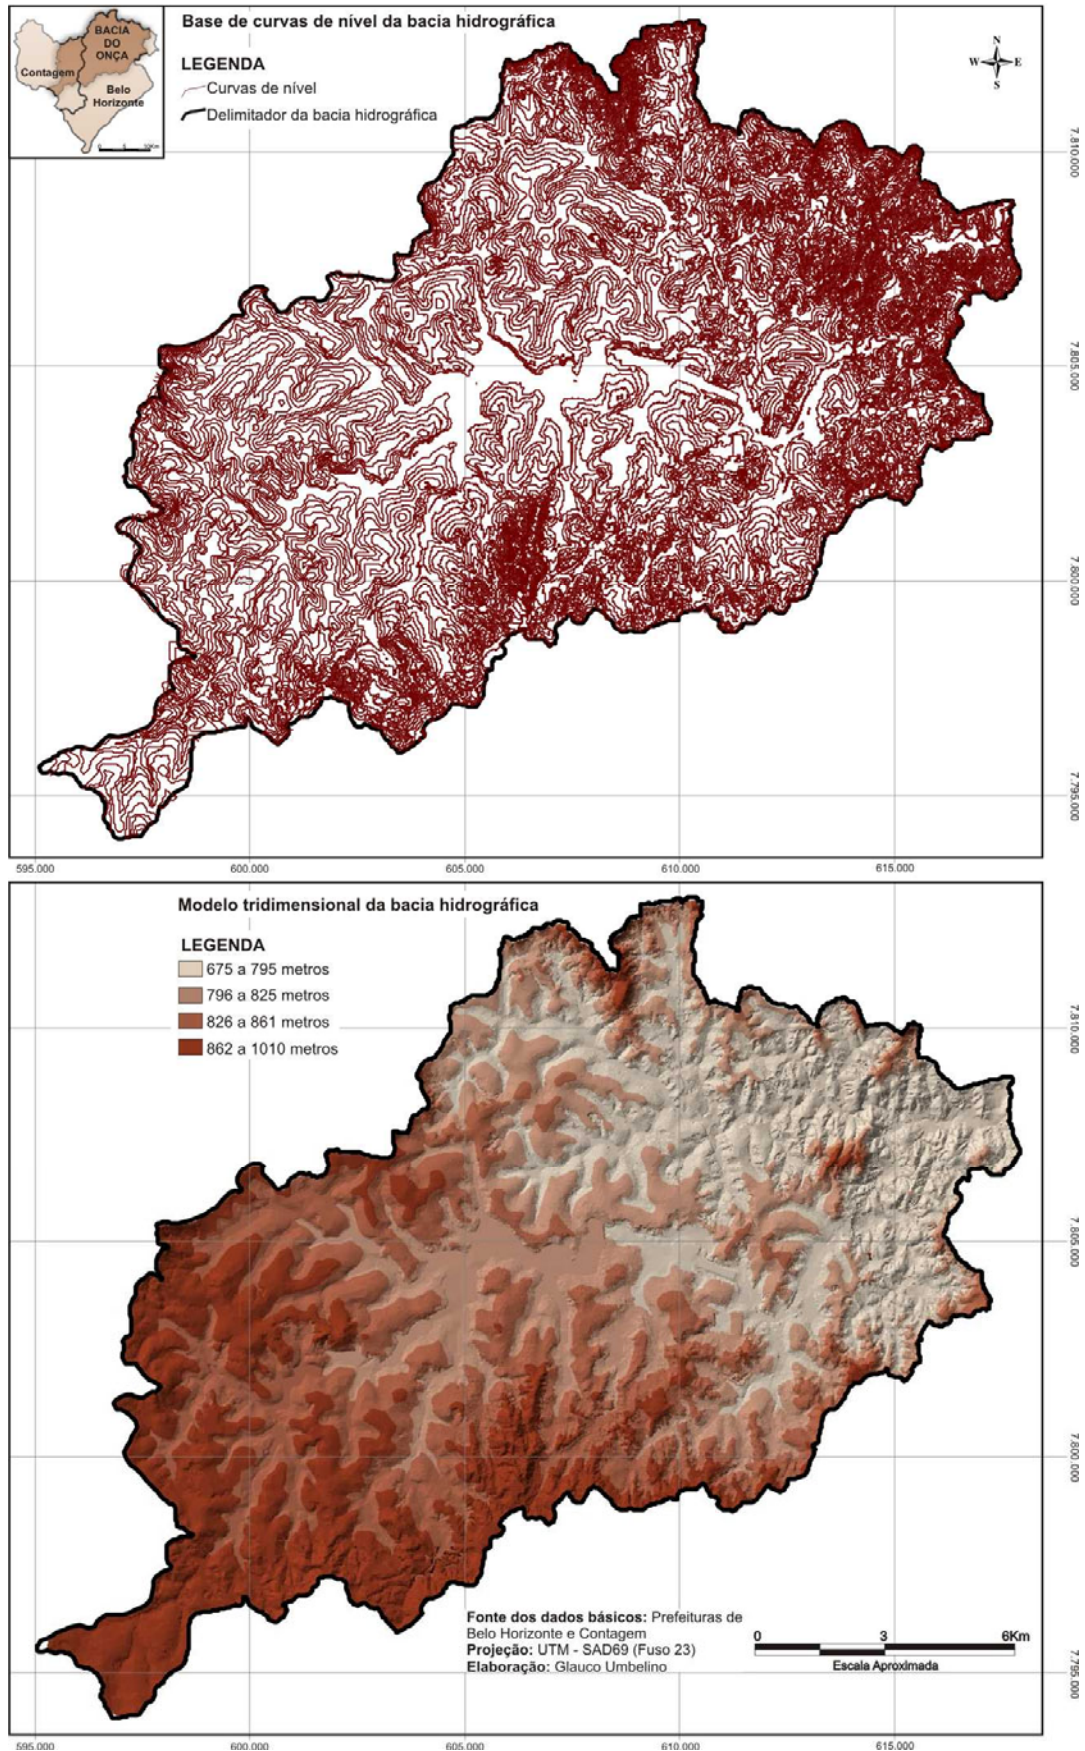 Base de curvas de nível da bacia hidrográfica
BACIA
DO
ONÇA
Contagem
Belo
Horizonte
0 5 10Km
LEGENDA
Curvas de nível
Delimitador da bacia hidrográfica
N
W E
S
7.810.000
7.805.000
7.800.000
7.795.000
595.000 600.000 605.000 610.000 615.000
Modelo tridimensional da bacia hidrográfica
LEGENDA
675 a 795 metros
796 a 825 metros
826 a 861 metros
862 a 1010 metros
7.810.000
7.805.000
7.800.000
7.795.000
Fonte dos dados básicos: Prefeituras de
Belo Horizonte e Contagem
Projeção: UTM - SAD69 (Fuso 23)
Elaboração: Glauco Umbelino
0 3 6Km
Escala Aproximada
595.000 600.000 605.000 610.000 615.000